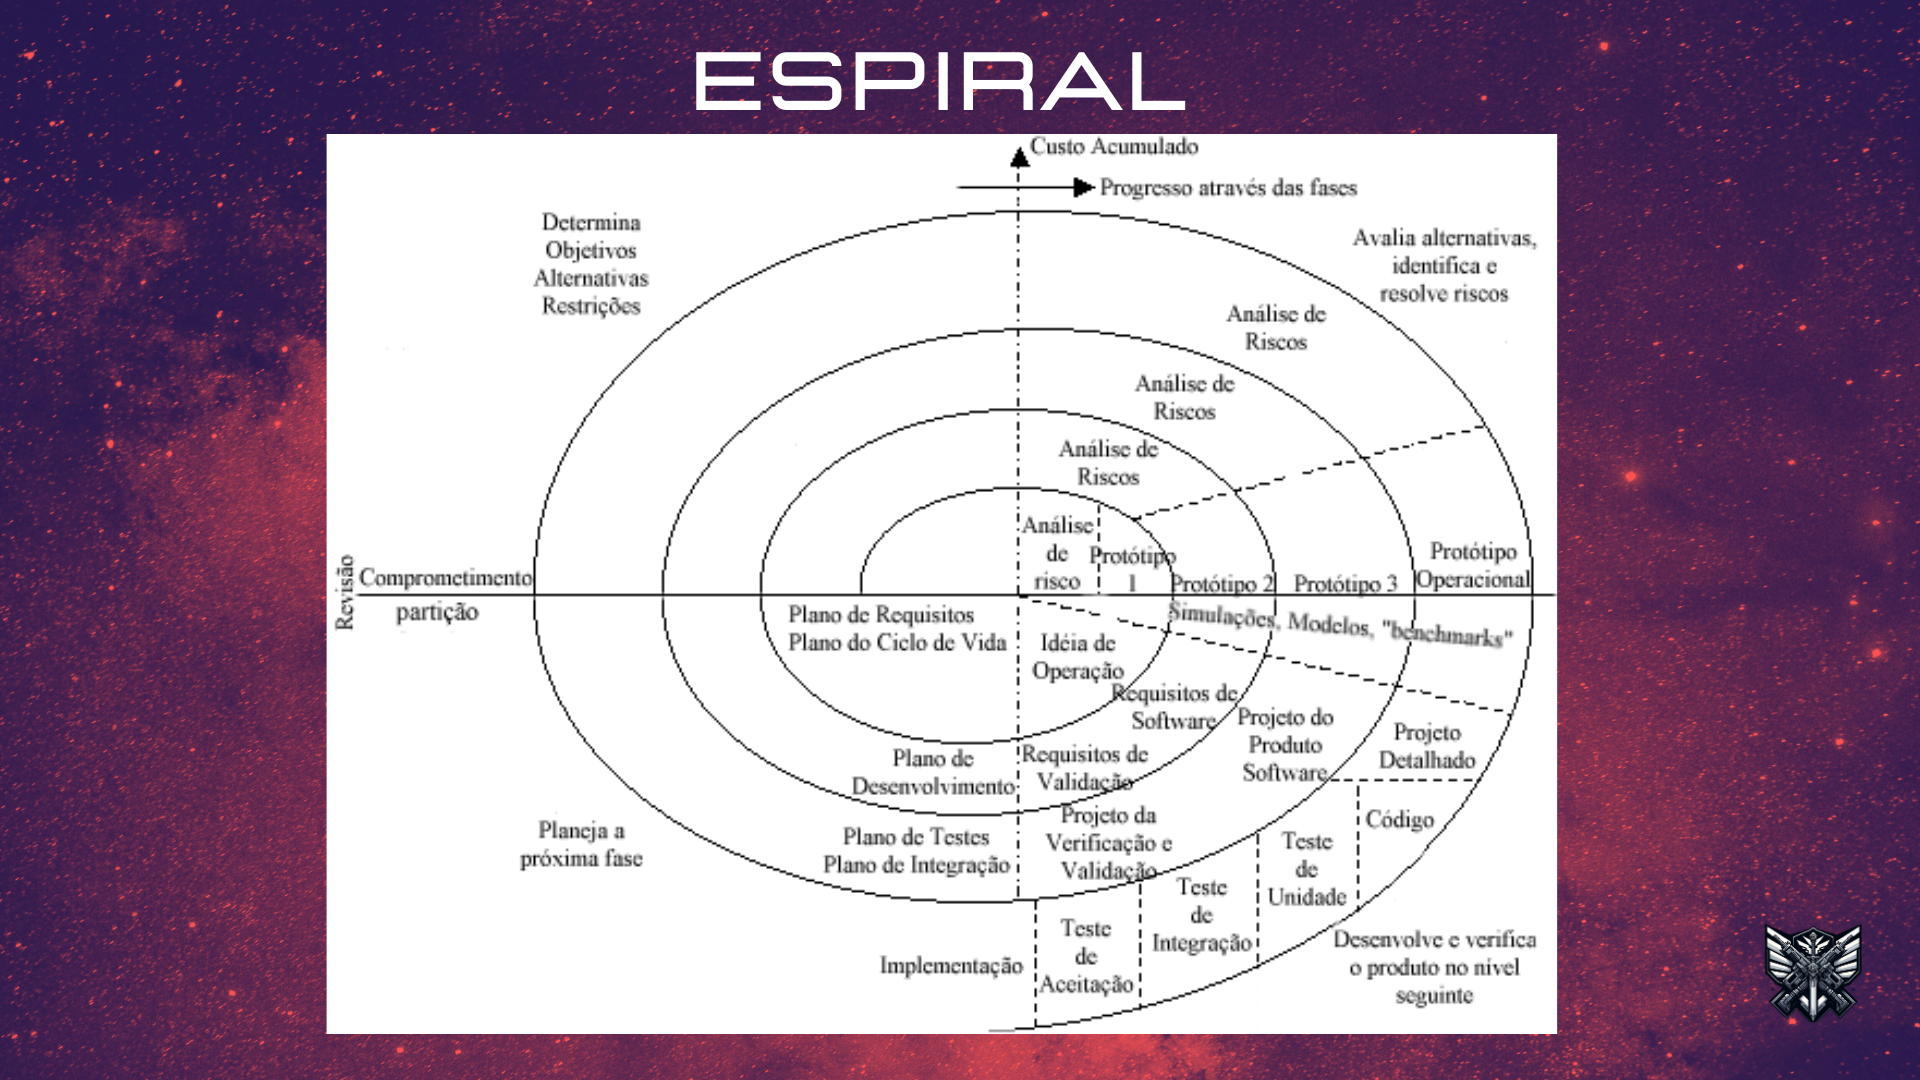 ESPIRAL
Custo Acumulado
Progresso através das fases
Determina
Objetivos
Alternativas
Restrições
Avalia alternativas,
identifica e
resolve riscos
Análise de
Riscos
Análise de
Riscos
Análise de
Riscos
Análise
de
risco
Protótipo
1
Protótipo 2
Protótipo 3
Protótipo
Operacional
Revisão
Comprometimento
partição
Simulações, Modelos, "benchmarks"
Plano de Requisitos
Plano do Ciclo de Vida
Idéia de
Operação
Requisitos de
Software
Projeto do
Produto
Software
Projeto
Detalhado
Plano de
Desenvolvimento
Requisitos de
Validação
Código
Planeja a
próxima fase
Plano de Testes
Plano de Integração
Projeto da
Verificação e
Validação
Teste
de
Unidade
Teste
de
Integração
Teste
de
Aceitação
Implementação
Desenvolve e verifica
o produto no nível
seguinte